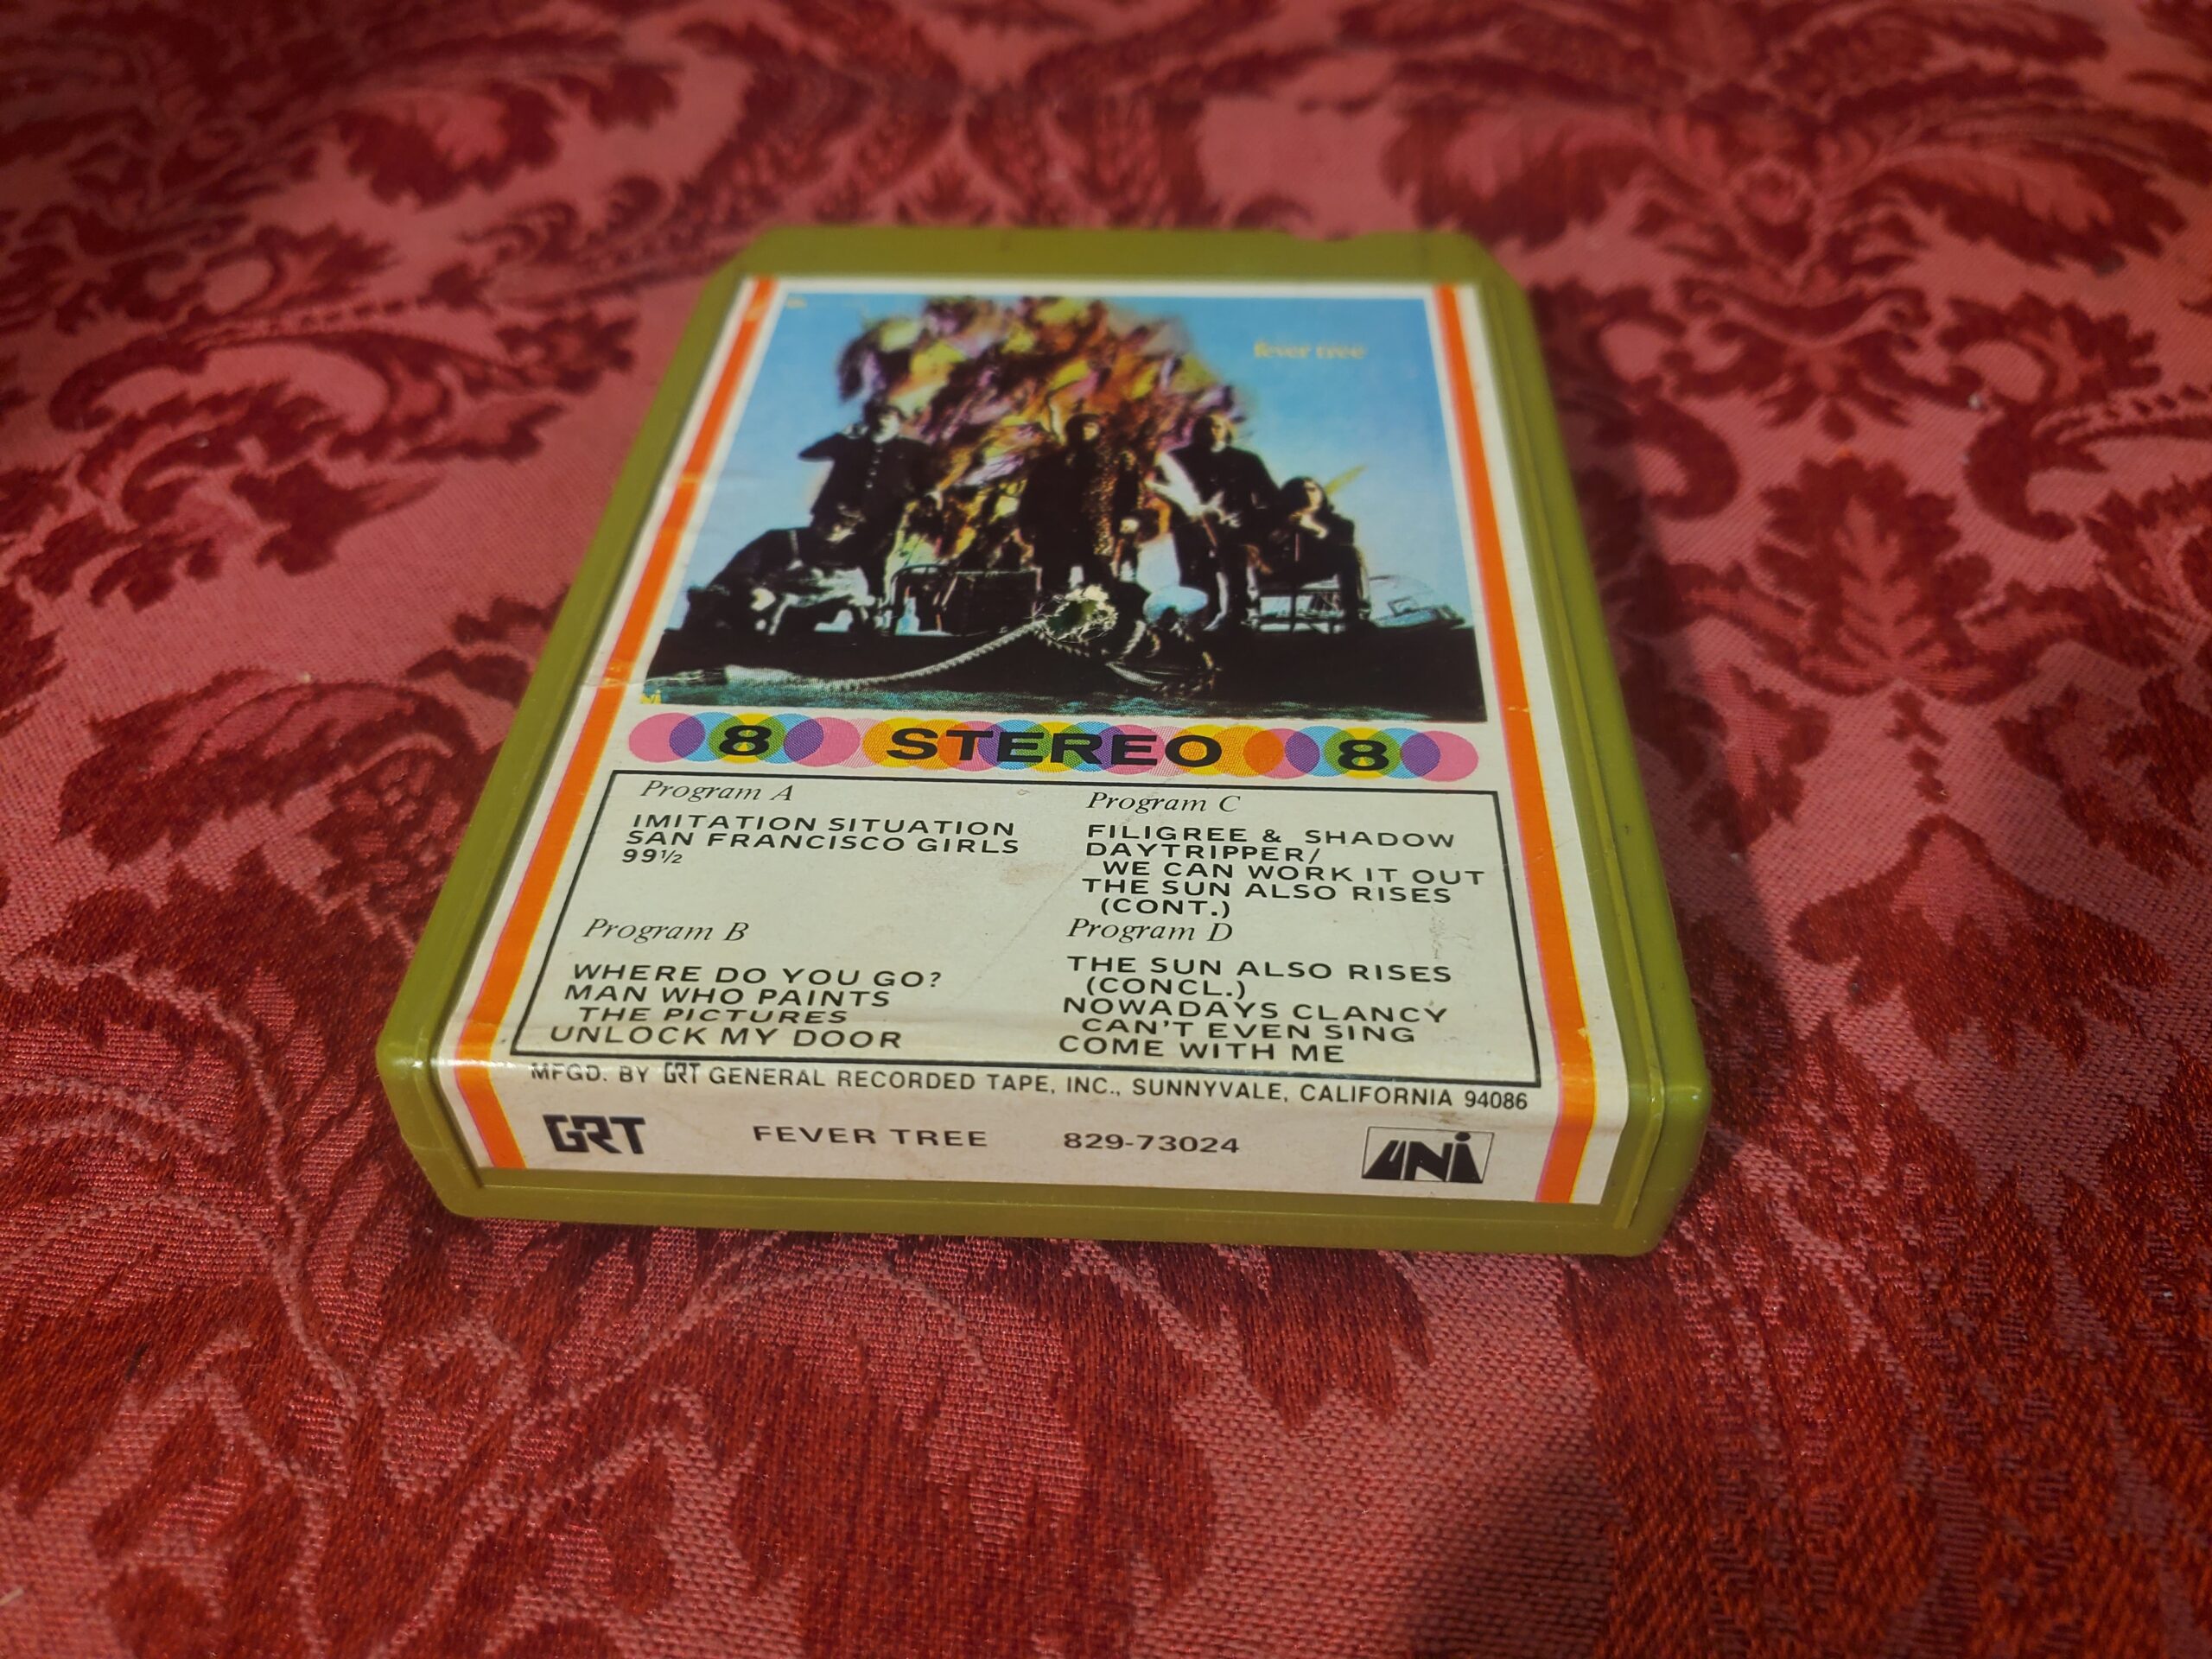 fever tree
uni
8 STEREO 8
Program A
IMITATION SITUATION
SAN FRANCISCO GIRLS
99½
Program B
WHERE DO YOU GO?
MAN WHO PAINTS
THE PICTURES
UNLOCK MY DOOR
Program C
FILIGREE & SHADOW
DAYTRIPPER/
WE CAN WORK IT OUT
THE SUN ALSO RISES
(CONT.)
Program D
THE SUN ALSO RISES
(CONCL.)
NOWADAYS CLANCY
CAN'T EVEN SING
COME WITH ME
MFGD. BY GRT GENERAL RECORDED TAPE, INC., SUNNYVALE, CALIFORNIA 94086
GRT FEVER TREE 829-73024 UNi